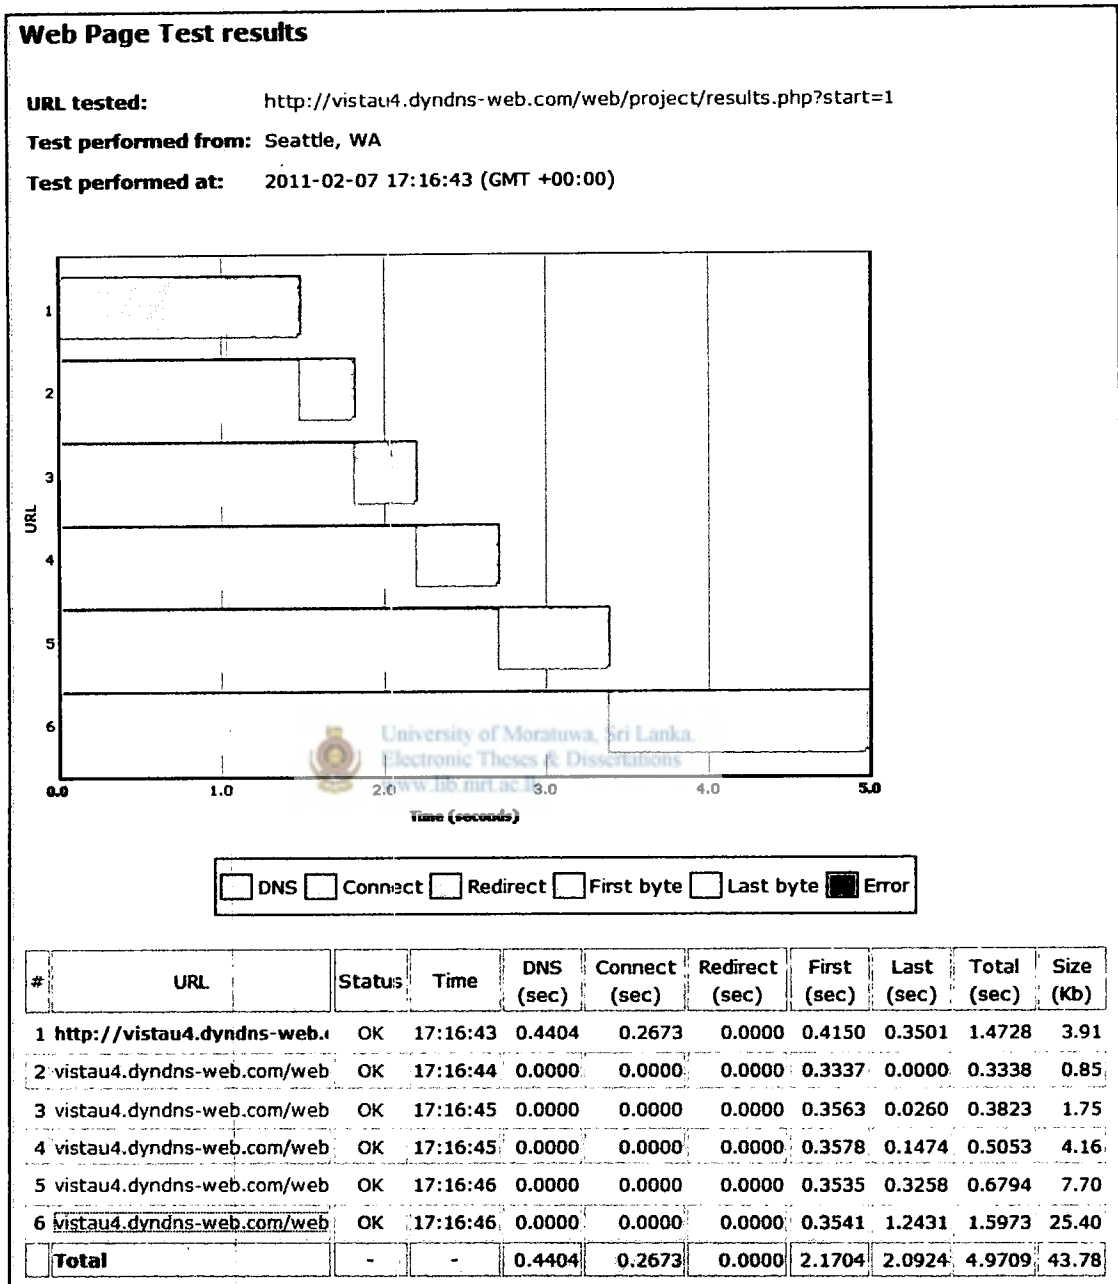 Web Page Test results
URL tested: http://vistau4.dyndns-web.com/web/project/results.php?start=1
Test performed from: Seattle, WA
Test performed at: 2011-02-07 17:16:43 (GMT +00:00)
URL
1
2
3
4
5
6
University of Moratuwa, Sri Lanka.
Electronic Theses & Dissertations
www.lib.mrt.ac.lk
0.0 1.0 2.0 3.0 4.0 5.0
Time (seconds)
DNS Connect Redirect First byte Last byte Error
# URL Status Time DNS (sec) Connect (sec) Redirect (sec) First (sec) Last (sec) Total (sec) Size (Kb)
1 http://vistau4.dyndns-web. OK 17:16:43 0.4404 0.2673 0.0000 0.4150 0.3501 1.4728 3.91
2 vistau4.dyndns-web.com/web OK 17:16:44 0.0000 0.0000 0.0000 0.3337 0.0000 0.3338 0.85
3 vistau4.dyndns-web.com/web OK 17:16:45 0.0000 0.0000 0.0000 0.3563 0.0260 0.3823 1.75
4 vistau4.dyndns-web.com/web OK 17:16:45 0.0000 0.0000 0.0000 0.3578 0.1474 0.5053 4.16
5 vistau4.dyndns-web.com/web OK 17:16:46 0.0000 0.0000 0.0000 0.3535 0.3258 0.6794 7.70
6 vistau4.dyndns-web.com/web OK 17:16:46 0.0000 0.0000 0.0000 0.3541 1.2431 1.5973 25.40
Total - - 0.4404 0.2673 0.0000 2.1704 2.0924 4.9709 43.78